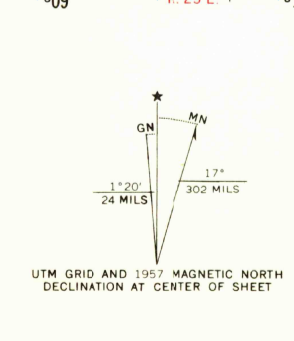 GN
MN
1°20'
24 MILS
17°
302 MILS
UTM GRID AND 1957 MAGNETIC NORTH
DECLINATION AT CENTER OF SHEET